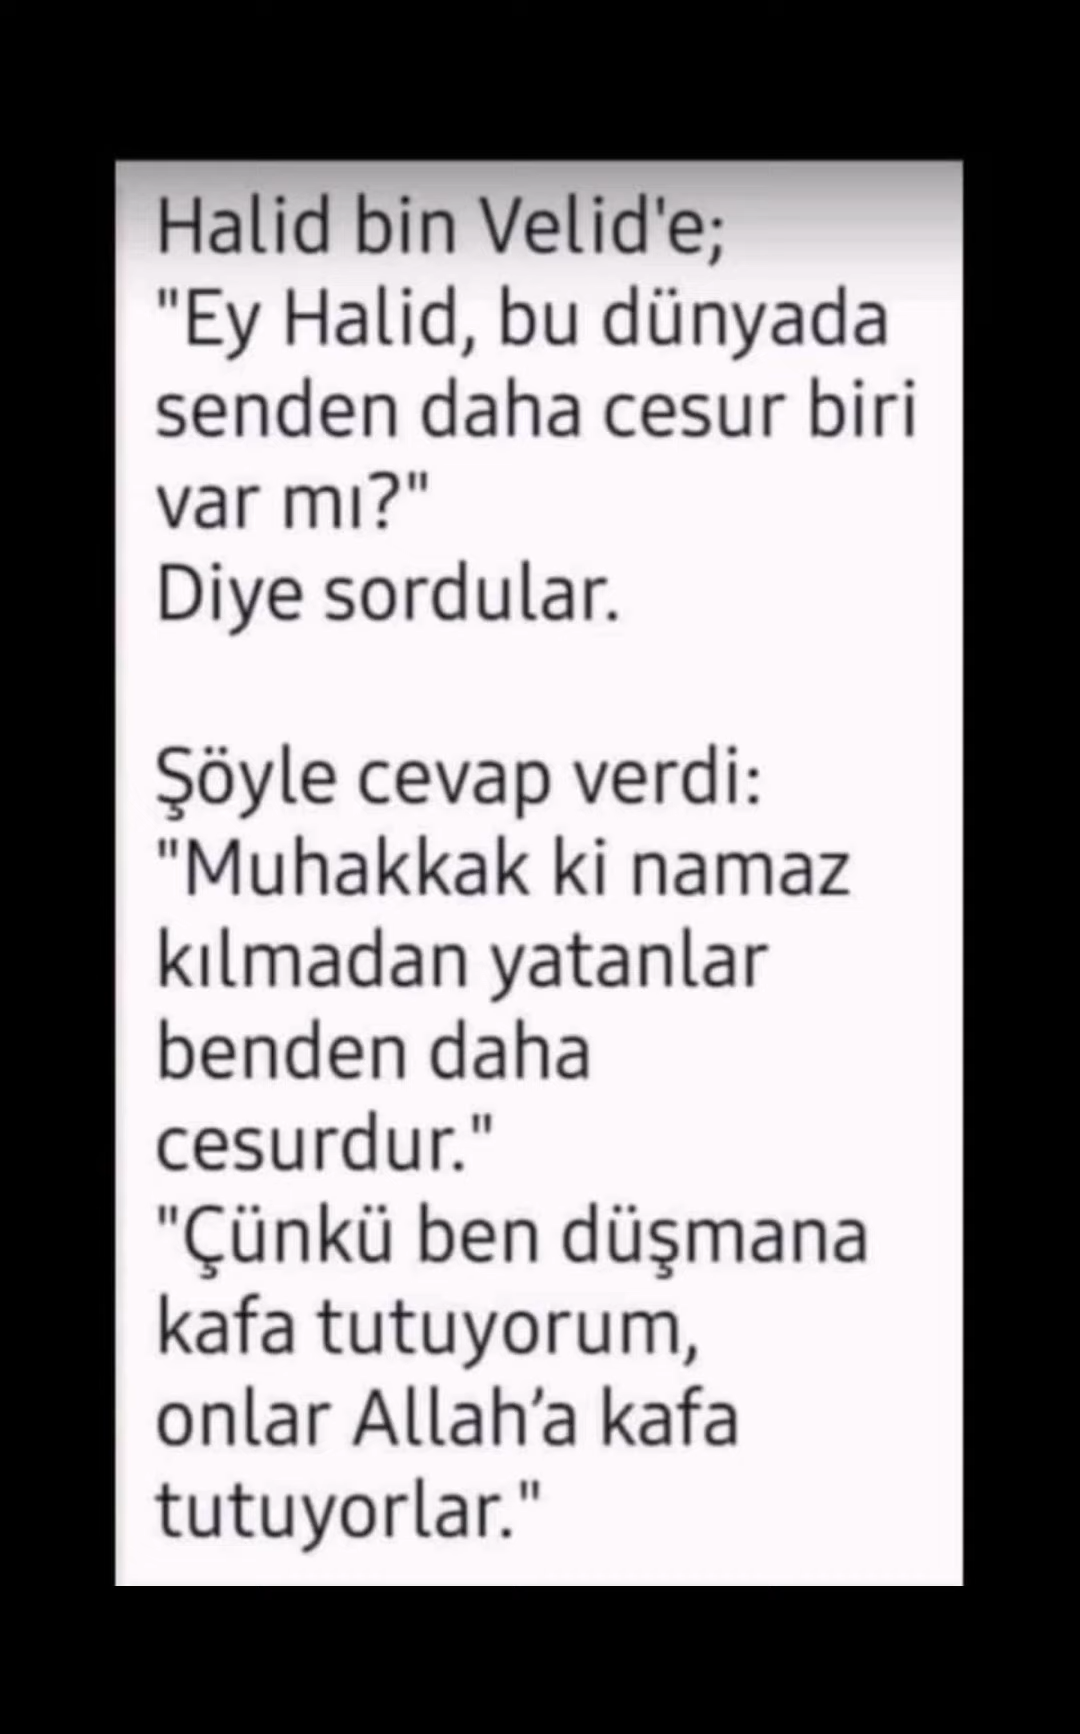 Halid bin Velid'e;
"Ey Halid, bu dünyada
senden daha cesur biri
var mı?"
Diye sordular.
Şöyle cevap verdi:
"Muhakkak ki namaz
kılmadan yatanlar
benden daha
cesurdur."
"Çünkü ben düşmana
kafa tutuyorum,
onlar Allah’a kafa
tutuyorlar."